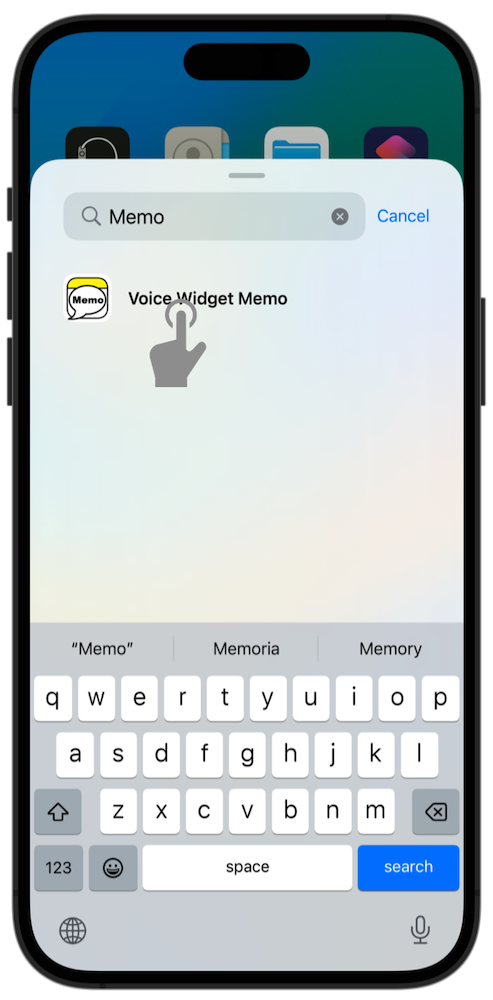 Memo
Cancel
Memo
Voice Widget Memo
“Memo”
Memoria
Memory
q w e r t y u i o p
a s d f g h j k l
z x c v b n m
123
space
search